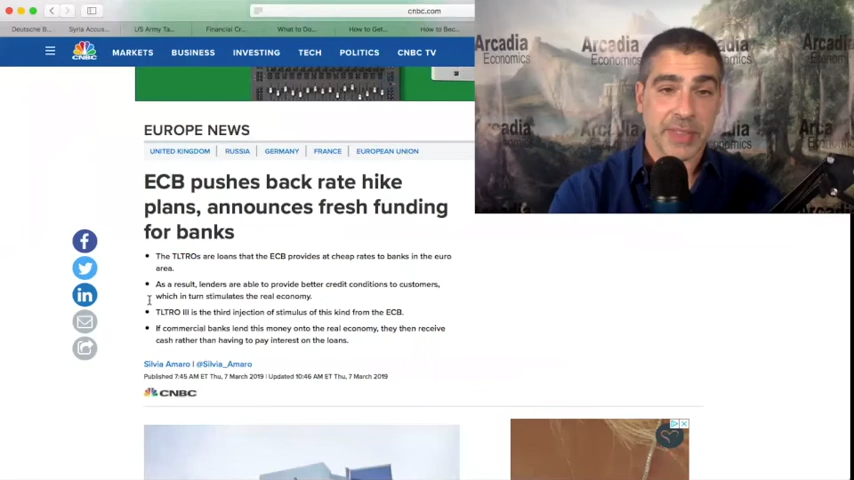 cnbc.com
Deutsche B...
Syria Accus...
US Army Ta...
Financial Cr...
What to Do...
How to Get...
How to Bec...
CNBC
MARKETS
BUSINESS
INVESTING
TECH
POLITICS
CNBC TV
Arcadia
Economics
Arcadia
Economics
Arcadia
EUROPE NEWS
UNITED KINGDOM
RUSSIA
GERMANY
FRANCE
EUROPEAN UNION
ECB pushes back rate hike
plans, announces fresh funding
for banks
The TLTROs are loans that the ECB provides at cheap rates to banks in the euro
area.
As a result, lenders are able to provide better credit conditions to customers,
which in turn stimulates the real economy.
TLTRO III is the third injection of stimulus of this kind from the ECB.
If commercial banks lend this money onto the real economy, they then receive
cash rather than having to pay interest on the loans.
Silvia Amaro I @Silvia_Amaro
Published 7:45 AM ET Thu, 7 March 2019 | Updated 10:46 AM ET Thu, 7 March 2019
CNBC